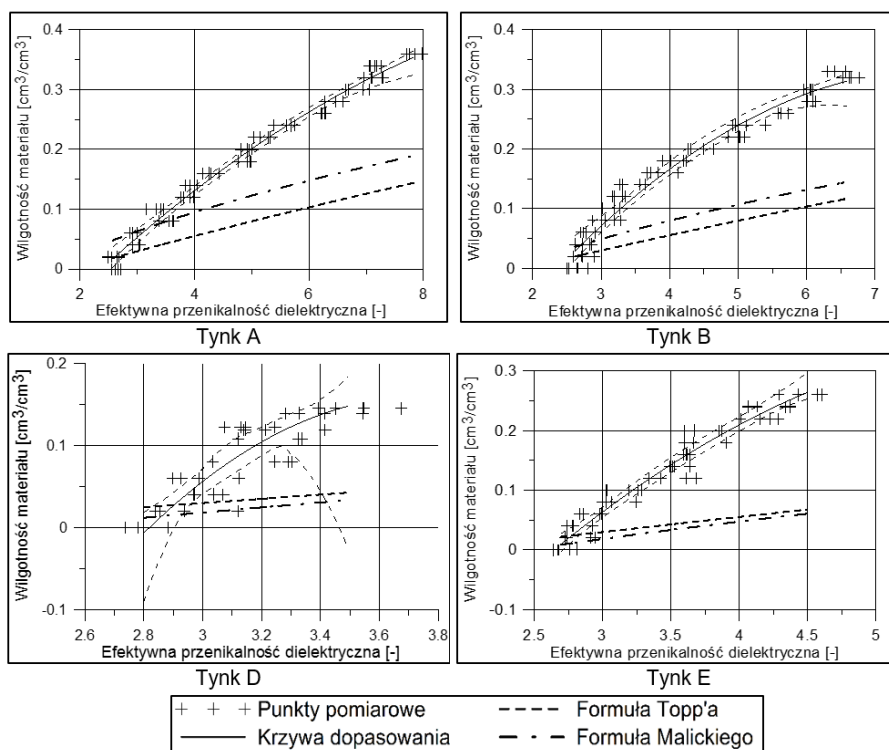 Wilgotność materiału [cm3/cm3]
0.4
0.3
0.2
0.1
0
2
4
6
8
Efektywna przenikalność dielektryczna [-]
Tynk A
Wilgotność materiału [cm3/cm3]
0.4
0.3
0.2
0.1
0
2
3
4
5
6
7
Efektywna przenikalność dielektryczna [-]
Tynk B
Wilgotność materiału [cm3/cm3]
0.2
0.1
0
-0.1
2.6
2.8
3
3.2
3.4
3.6
3.8
Efektywna przenikalność dielektryczna [-]
Tynk D
Wilgotność materiału [cm3/cm3]
0.3
0.2
0.1
0
-0.1
2.5
3
3.5
4
4.5
5
Efektywna przenikalność dielektryczna [-]
Tynk E
Punkty pomiarowe
Formuła Topp'a
Krzywa dopasowania
Formuła Malickiego